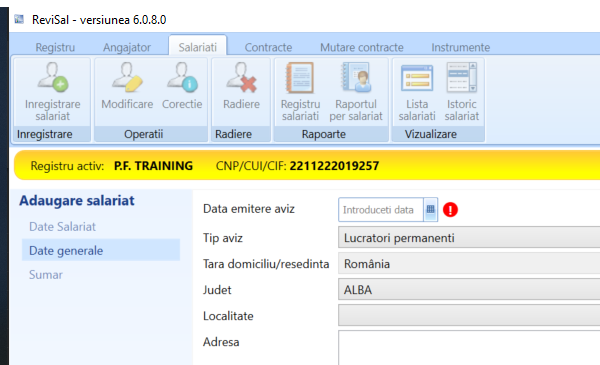 ReviSal - versiunea 6.0.8.0
Registru Angajator Salariati Contracte Mutare contracte Instrumente
Inregistrare salariat Modificare Corectie Radiere Registru salariati Raportul per salariat Lista salariati Istoric salariat
Inregistrare Operatii Radiere Rapoarte Vizualizare
Registru activ: P.F. TRAINING CNP/CUI/CIF: 2211222019257
Adaugare salariat
Date Salariat
Date generale
Sumar
Data emitere aviz Introduceti data
Tip aviz Lucratori permanenti
Tara domiciliu/resedinta România
Judet ALBA
Localitate
Adresa